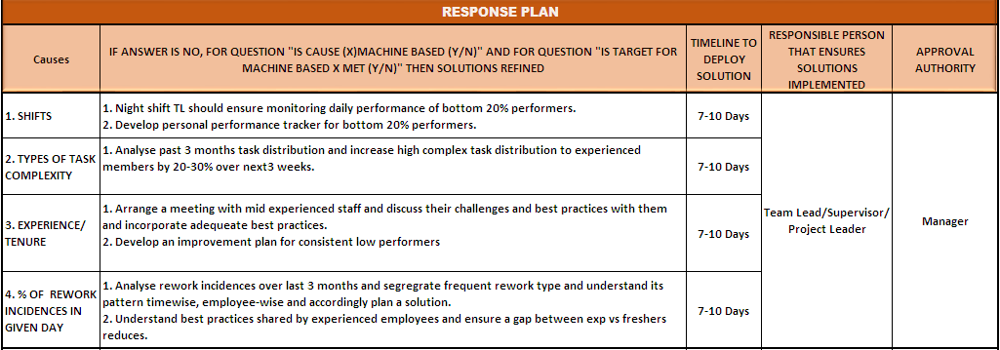 RESPONSE PLAN
Causes
IF ANSWER IS NO, FOR QUESTION "IS CAUSE (X)MACHINE BASED (Y/N)" AND FOR QUESTION "IS TARGET FOR
MACHINE BASED X MET (Y/N)" THEN SOLUTIONS REFINED
TIMELINE TO
DEPLOY
SOLUTION
RESPONSIBLE PERSON
THAT ENSURES
SOLUTIONS
IMPLEMENTED
APPROVAL
AUTHORITY
1. SHIFTS
1. Night shift TL should ensure monitoring daily performance of bottom 20% performers.
2. Develop personal performance tracker for bottom 20% performers.
7-10 Days
2. TYPES OF TASK
COMPLEXITY
1. Analyse past 3 months task distribution and increase high complex task distribution to experienced
members by 20-30% over next3 weeks.
7-10 Days
3. EXPERIENCE/
TENURE
1. Arrange a meeting with mid experienced staff and discuss their challenges and best practices with them
and incorporate adequeate best practices.
2. Develop an improvement plan for consistent low performers
7-10 Days
4. % OF  REWORK
INCIDENCES IN
GIVEN DAY
1. Analyse rework incidences over last 3 months and segregrate frequent rework type and understand its
pattern timewise, employee-wise and accordingly plan a solution.
2. Understand best practices shared by experienced employees and ensure a gap between exp vs freshers
reduces.
7-10 Days
Team Lead/Supervisor/
Project Leader
Manager